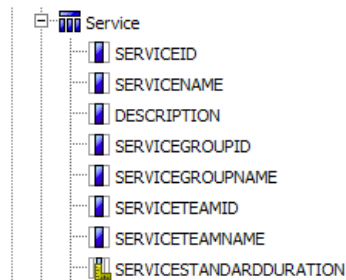 Service
SERVICEID
SERVICENAME
DESCRIPTION
SERVICEGROUPID
SERVICEGROUPNAME
SERVICETEAMID
SERVICETEAMNAME
SERVICESTANDARDDURATION